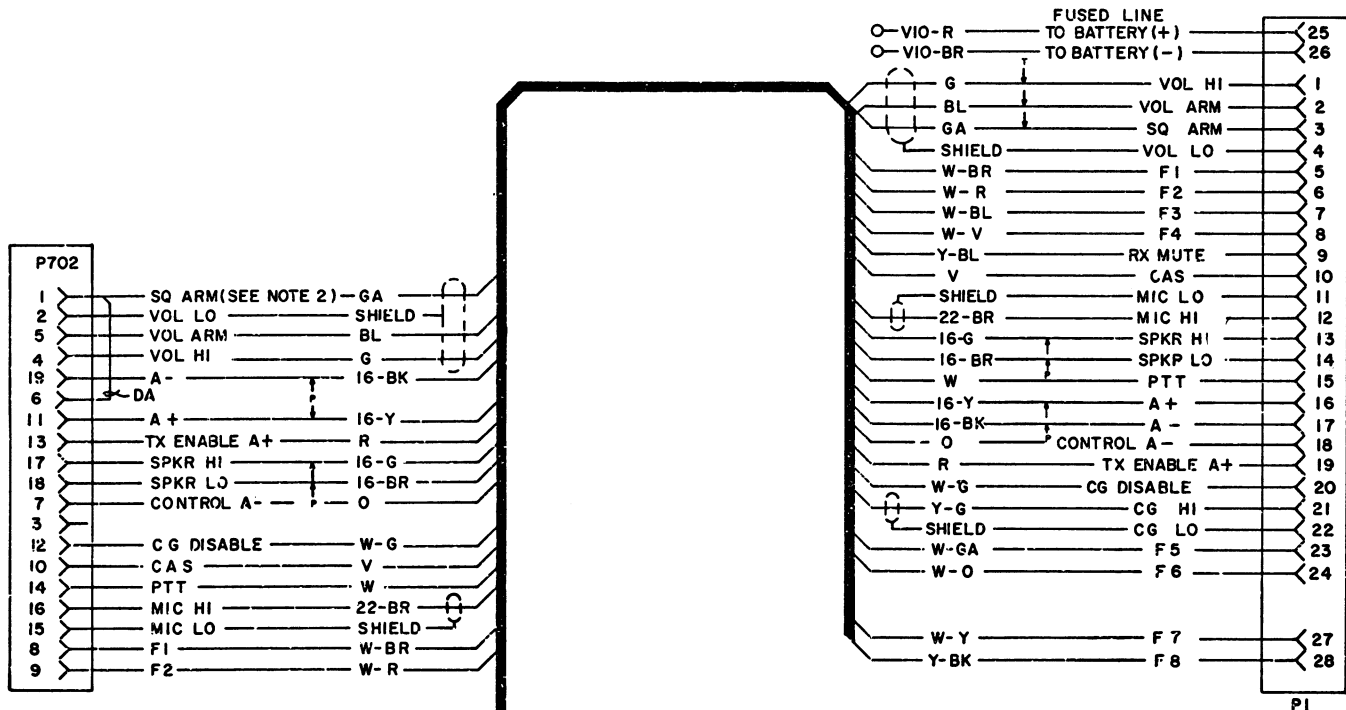 FUSED LINE
VIO-R TO BATTERY (+) 25
VIO-BR TO BATTERY (-) 26
T
G VOL HI 1
BL VOL ARM 2
GA SQ ARM 3
SHIELD VOL LO 4
W-BR F1 5
W-R F2 6
W-BL F3 7
W-V F4 8
Y-BL RX MUTE 9
V CAS 10
SHIELD MIC LO 11
22-BR MIC HI 12
16-G SPKR HI 13
P
16-BR SPKR LO 14
W PTT 15
16-Y A+ 16
16-BK A- 17
P
O CONTROL A- 18
R TX ENABLE A+ 19
W-G CG DISABLE 20
Y-G CG HI 21
SHIELD CG LO 22
W-GA F5 23
W-O F6 24
W-Y F7 27
Y-BK F8 28
P1
P702
1 SQ ARM(SEE NOTE 2) GA
2 VOL LO SHIELD
5 VOL ARM BL
4 VOL HI G
19 A- 16-BK
6 DA
P
11 A+ 16-Y
13 TX ENABLE A+ R
17 SPKR HI 16-G
18 SPKR LO 16-BR
7 CONTROL A- P O
3
12 CG DISABLE W-G
10 CAS V
14 PTT W
16 MIC HI 22-BR
15 MIC LO SHIELD
8 F1 W-BR
9 F2 W-R